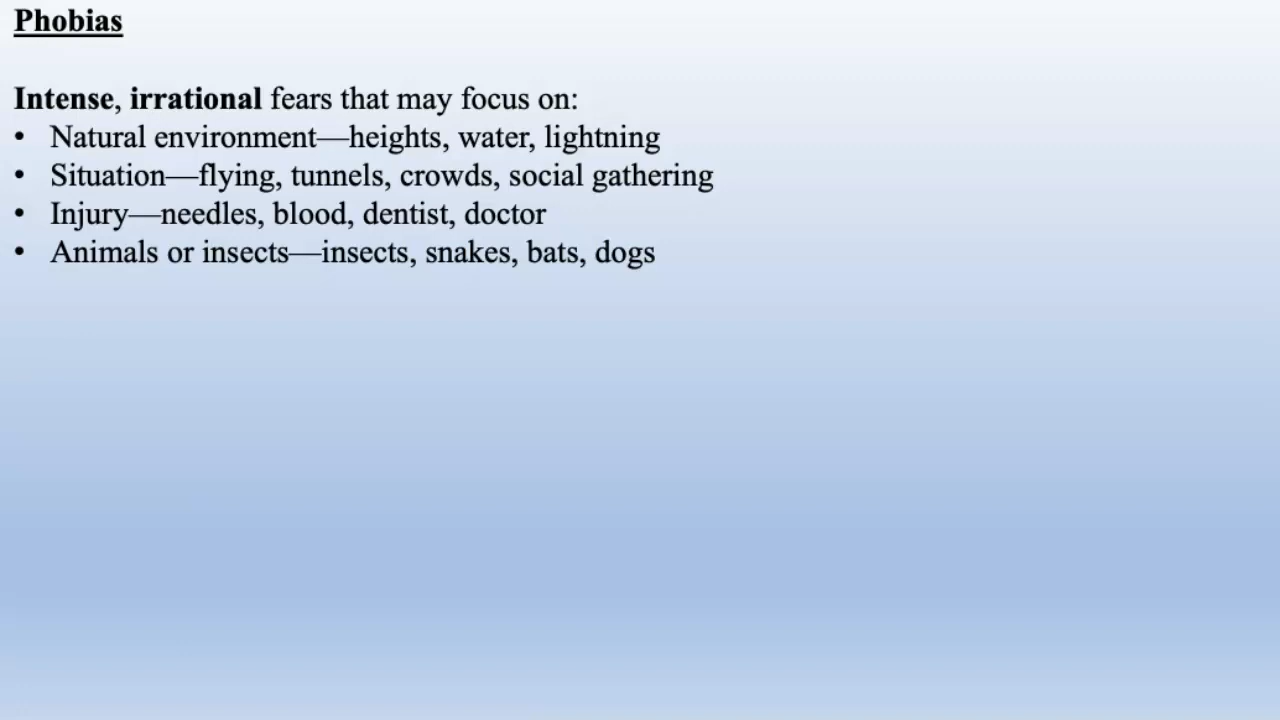 Phobias
Intense, irrational fears that may focus on:
• Natural environment—heights, water, lightning
• Situation—flying, tunnels, crowds, social gathering
• Injury—needles, blood, dentist, doctor
• Animals or insects—insects, snakes, bats, dogs